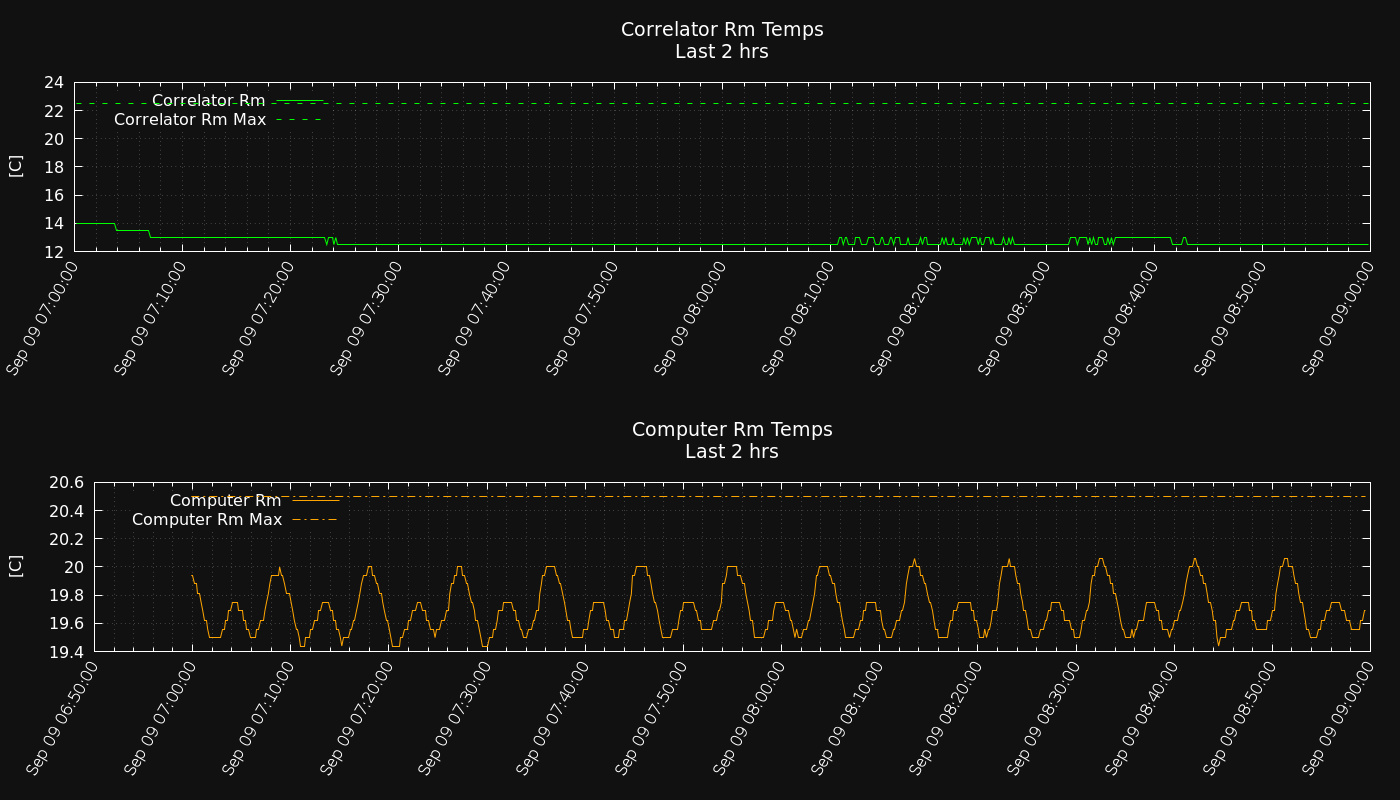 Correlator Rm Temps
Last 2 hrs
24
22
20
18
16
14
12
[C]
Correlator Rm
Correlator Rm Max
Sep 09 07:00:00
Sep 09 07:10:00
Sep 09 07:20:00
Sep 09 07:30:00
Sep 09 07:40:00
Sep 09 07:50:00
Sep 09 08:00:00
Sep 09 08:10:00
Sep 09 08:20:00
Sep 09 08:30:00
Sep 09 08:40:00
Sep 09 08:50:00
Sep 09 09:00:00
Computer Rm Temps
Last 2 hrs
20.6
20.4
20.2
20
19.8
19.6
19.4
[C]
Computer Rm
Computer Rm Max
Sep 09 06:50:00
Sep 09 07:00:00
Sep 09 07:10:00
Sep 09 07:20:00
Sep 09 07:30:00
Sep 09 07:40:00
Sep 09 07:50:00
Sep 09 08:00:00
Sep 09 08:10:00
Sep 09 08:20:00
Sep 09 08:30:00
Sep 09 08:40:00
Sep 09 08:50:00
Sep 09 09:00:00